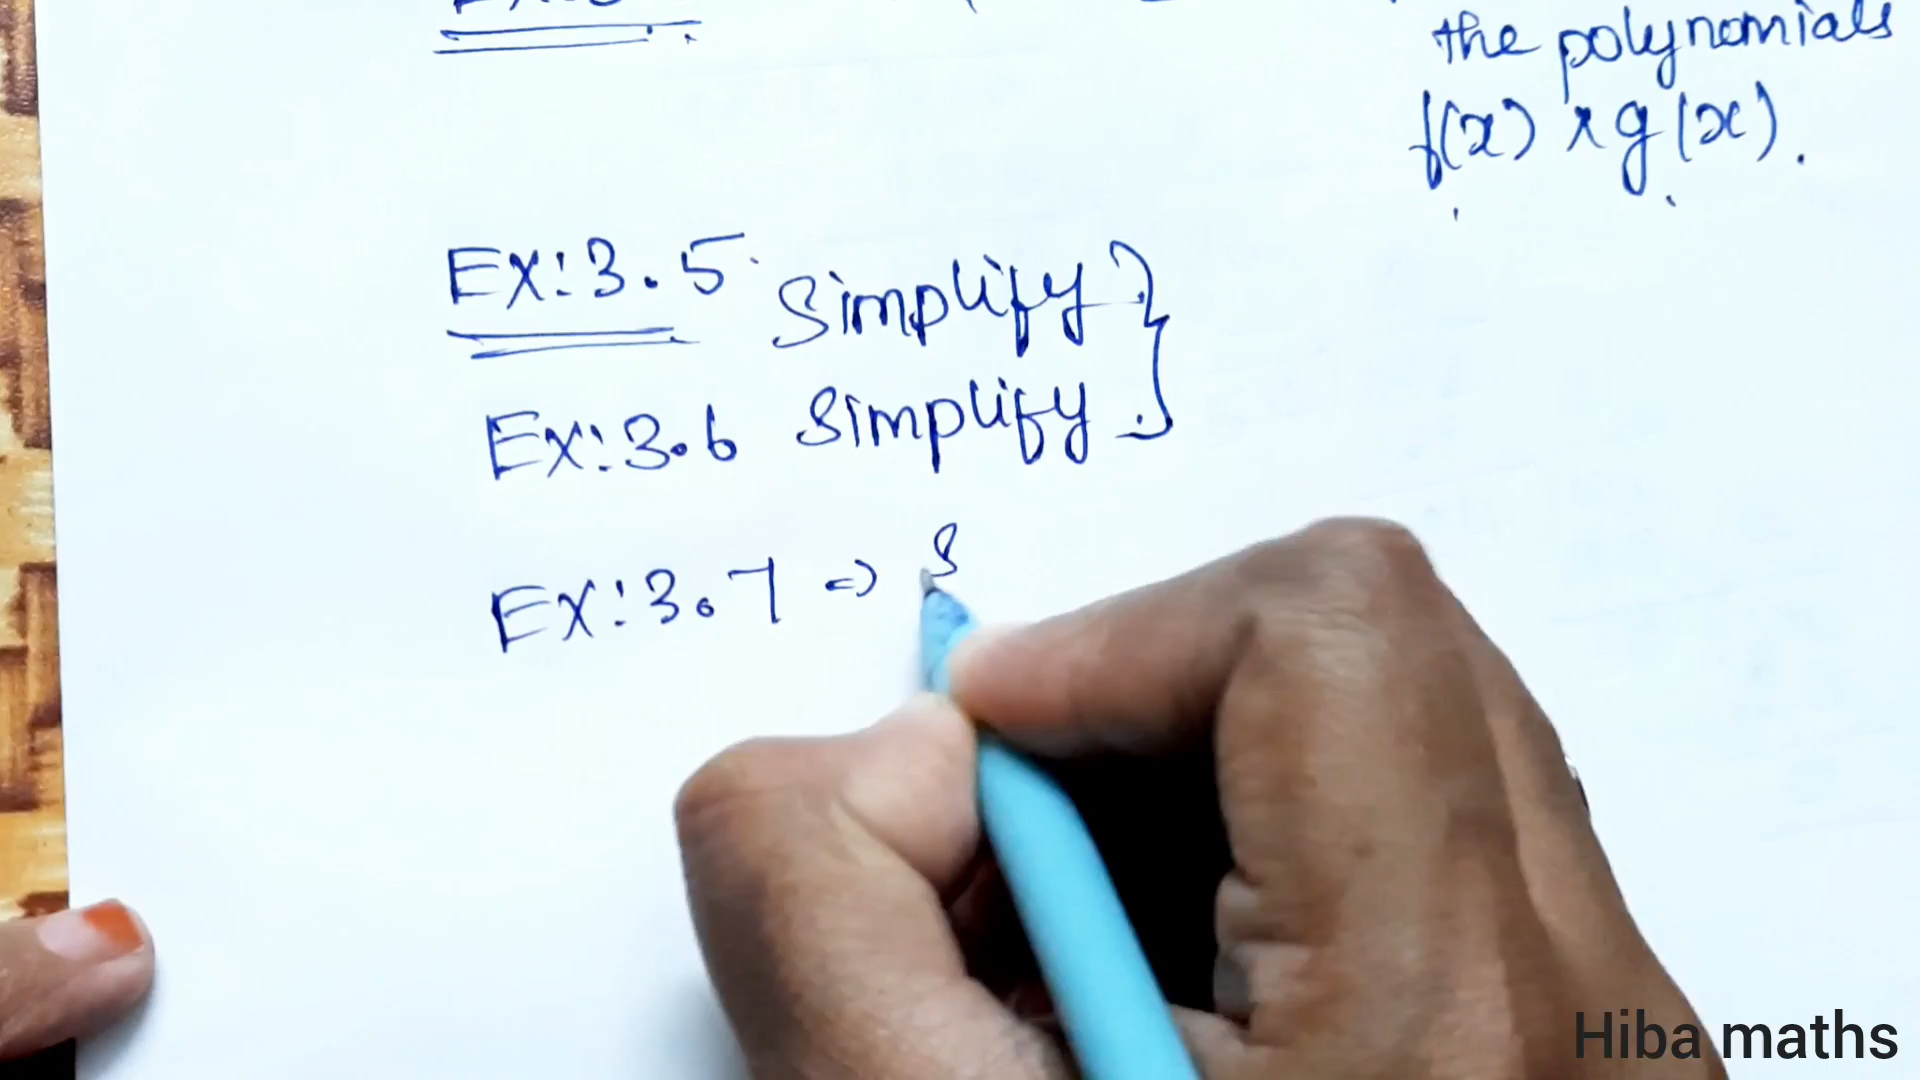 the polynomials
f(x) x g(x).
Ex:3.5 Simplify
Ex:3.6 Simplify
Ex:3.7 => S
Hiba maths